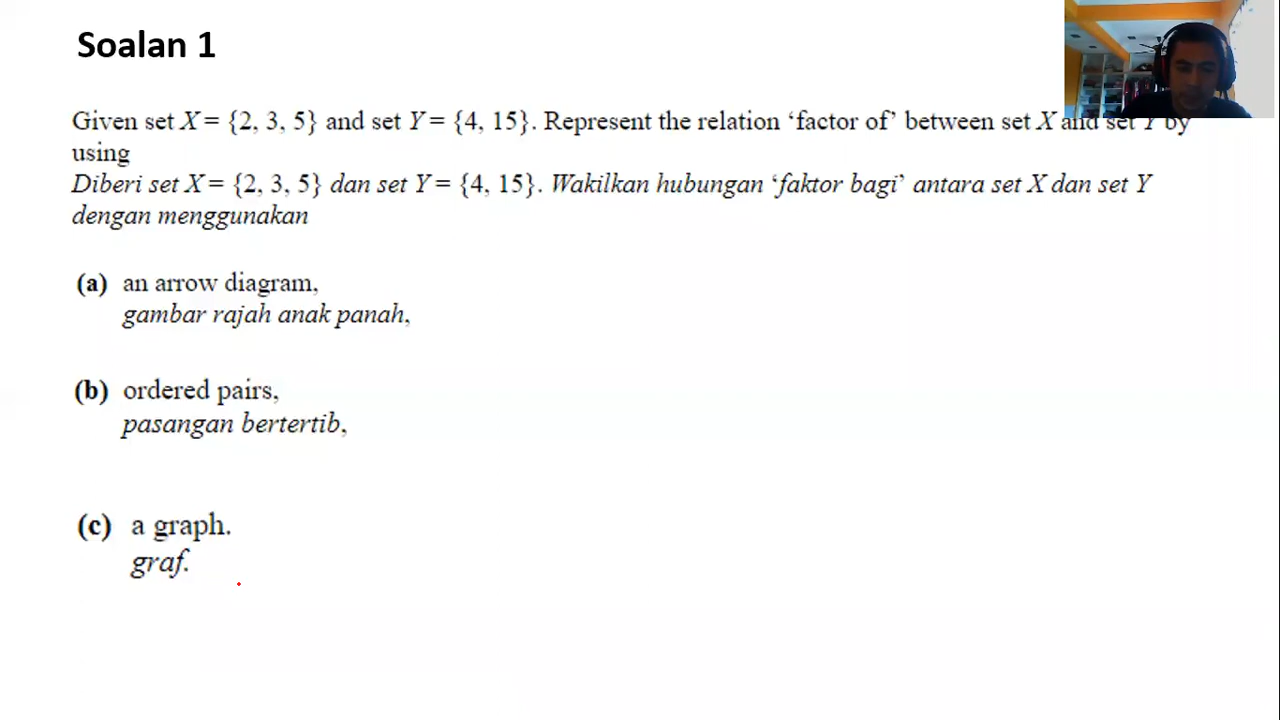 Soalan 1
Given set X = {2, 3, 5} and set Y = {4, 15}. Represent the relation ‘factor of’ between set X and set Y by
using
Diberi set X = {2, 3, 5} dan set Y = {4, 15}. Wakilkan hubungan ‘faktor bagi’ antara set X dan set Y
dengan menggunakan
(a) an arrow diagram,
gambar rajah anak panah,
(b) ordered pairs,
pasangan bertertib,
(c) a graph.
graf.